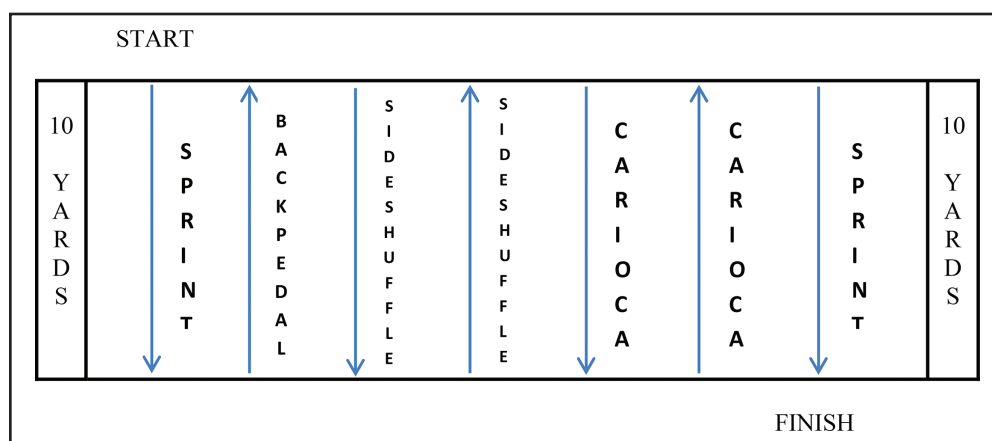 START
10 YARDS
SPRINT
BACKPEDAL
SIDESHUFFLE
SIDESHUFFLE
CARIOCA
CARIOCA
SPRINT
10 YARDS
FINISH